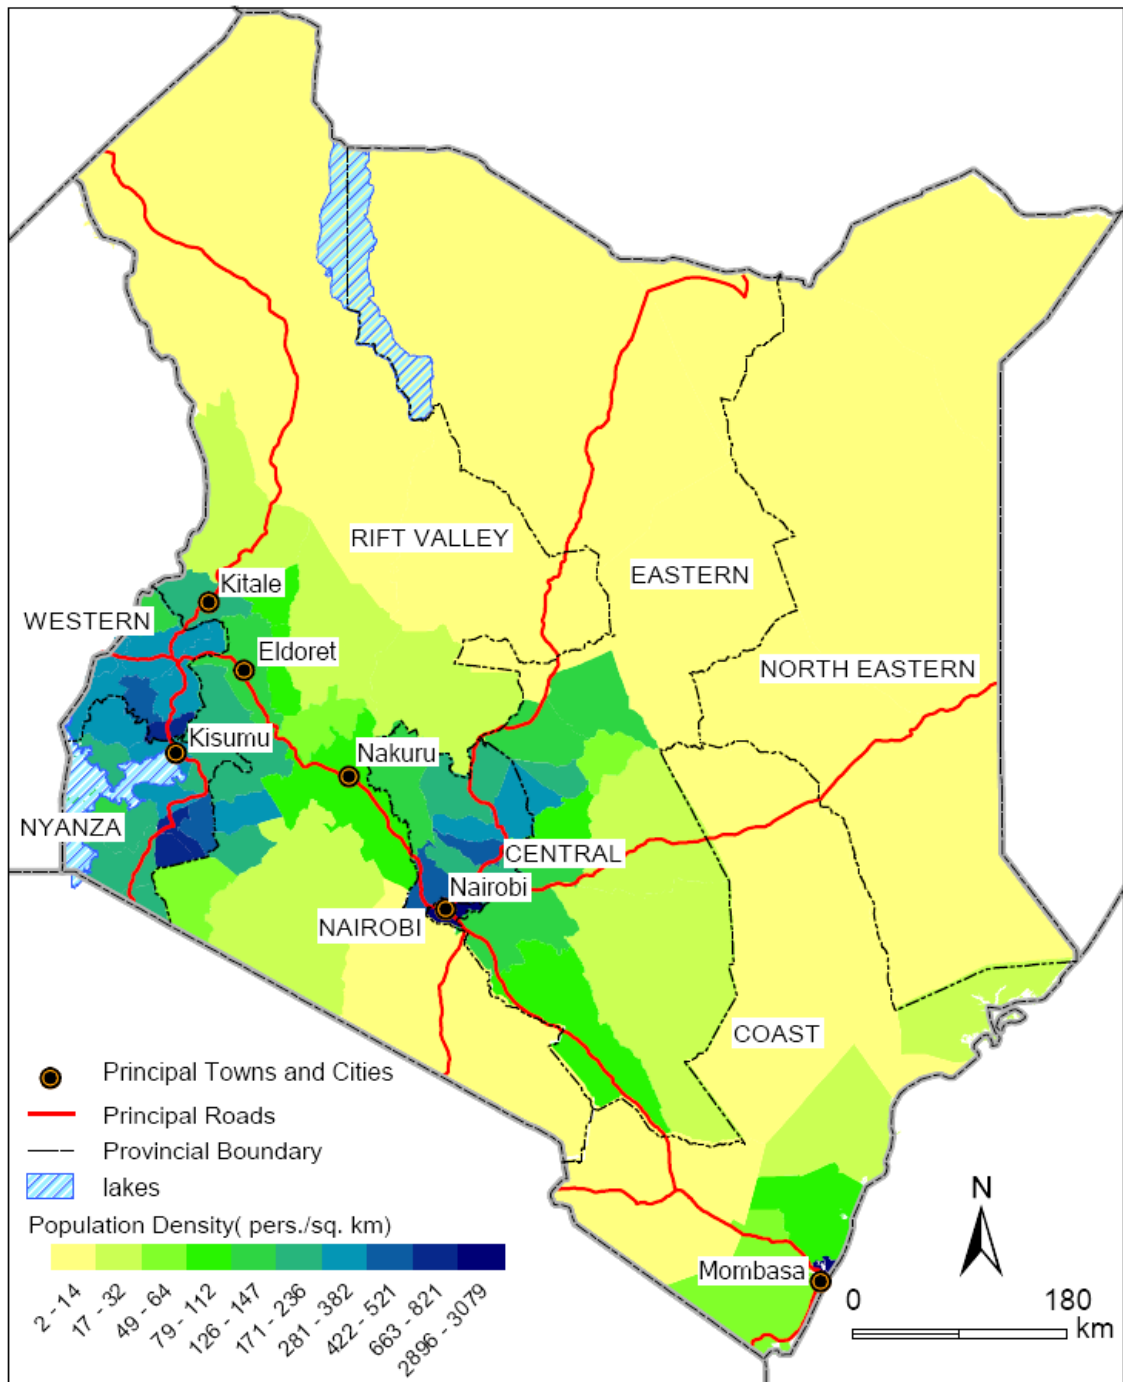 RIFT VALLEY
EASTERN
Kitale
WESTERN
Eldoret
NORTH EASTERN
Kisumu
Nakuru
NYANZA
CENTRAL
Nairobi
NAIROBI
COAST
Principal Towns and Cities
Principal Roads
Provincial Boundary
lakes
Population Density( pers./sq. km)
2 - 14
17 - 32
49 - 64
79 - 112
126 - 147
171 - 236
281 - 382
422 - 521
663 - 821
2896 - 3079
N
Mombasa
0 180
km